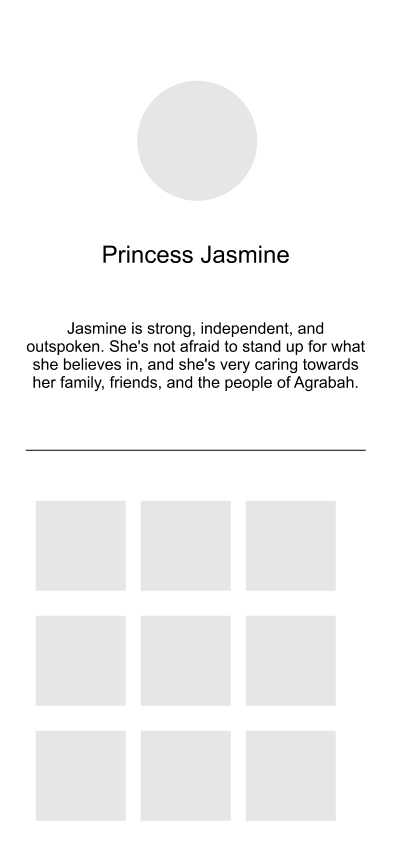 Princess Jasmine
Jasmine is strong, independent, and
outspoken. She's not afraid to stand up for what
she believes in, and she's very caring towards
her family, friends, and the people of Agrabah.